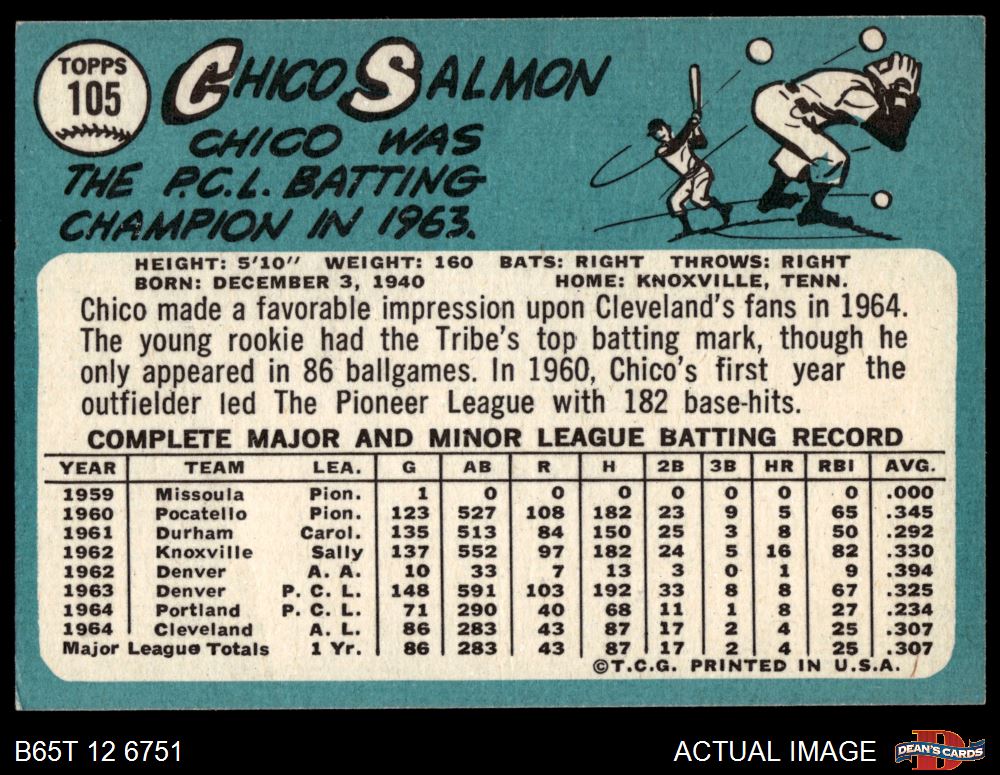 TOPPS
105
CHICO SALMON
CHICO WAS
THE P.C.L. BATTING
CHAMPION IN 1963.
HEIGHT: 5'10" WEIGHT: 160 BATS: RIGHT THROWS: RIGHT
BORN: DECEMBER 3, 1940 HOME: KNOXVILLE, TENN.
Chico made a favorable impression upon Cleveland's fans in 1964.
The young rookie had the Tribe's top batting mark, though he
only appeared in 86 ballgames. In 1960, Chico's first year the
outfielder led The Pioneer League with 182 base-hits.
COMPLETE MAJOR AND MINOR LEAGUE BATTING RECORD
YEAR TEAM LEA. G AB R H 2B 3B HR RBI AVG.
1959 Missoula Pion. 1 0 0 0 0 0 0 0 .000
1960 Pocatello Pion. 123 527 108 182 23 9 5 65 .345
1961 Durham Carol. 135 513 84 150 25 3 8 50 .292
1962 Knoxville Sally 137 552 97 182 24 5 16 82 .330
1962 Denver A. A. 10 33 7 13 3 0 1 9 .394
1963 Denver P. C. L. 148 591 103 192 33 8 8 67 .325
1964 Portland P. C. L. 71 290 40 68 11 1 8 27 .234
1964 Cleveland A. L. 86 283 43 87 17 2 4 25 .307
Major League Totals 1 Yr. 86 283 43 87 17 2 4 25 .307
©T.C.G. PRINTED IN U.S.A.
B65T 12 6751 ACTUAL IMAGE
D
DEAN'S CARDS